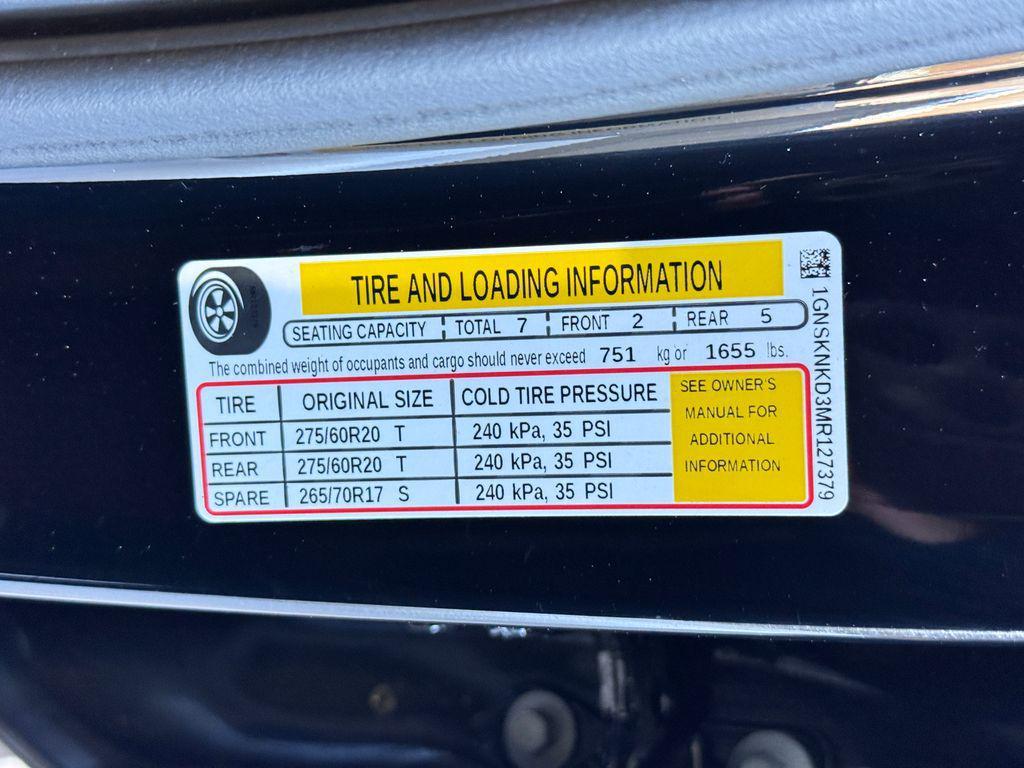 TIRE AND LOADING INFORMATION
SEATING CAPACITY TOTAL 7 FRONT 2 REAR 5
The combined weight of occupants and cargo should never exceed 751 kg or 1655 lbs.
TIRE ORIGINAL SIZE COLD TIRE PRESSURE
FRONT 275/60R20 T 240 kPa, 35 PSI
REAR 275/60R20 T 240 kPa, 35 PSI
SPARE 265/70R17 S 240 kPa, 35 PSI
SEE OWNER'S
MANUAL FOR
ADDITIONAL
INFORMATION
1GNSKNKD3MR127379